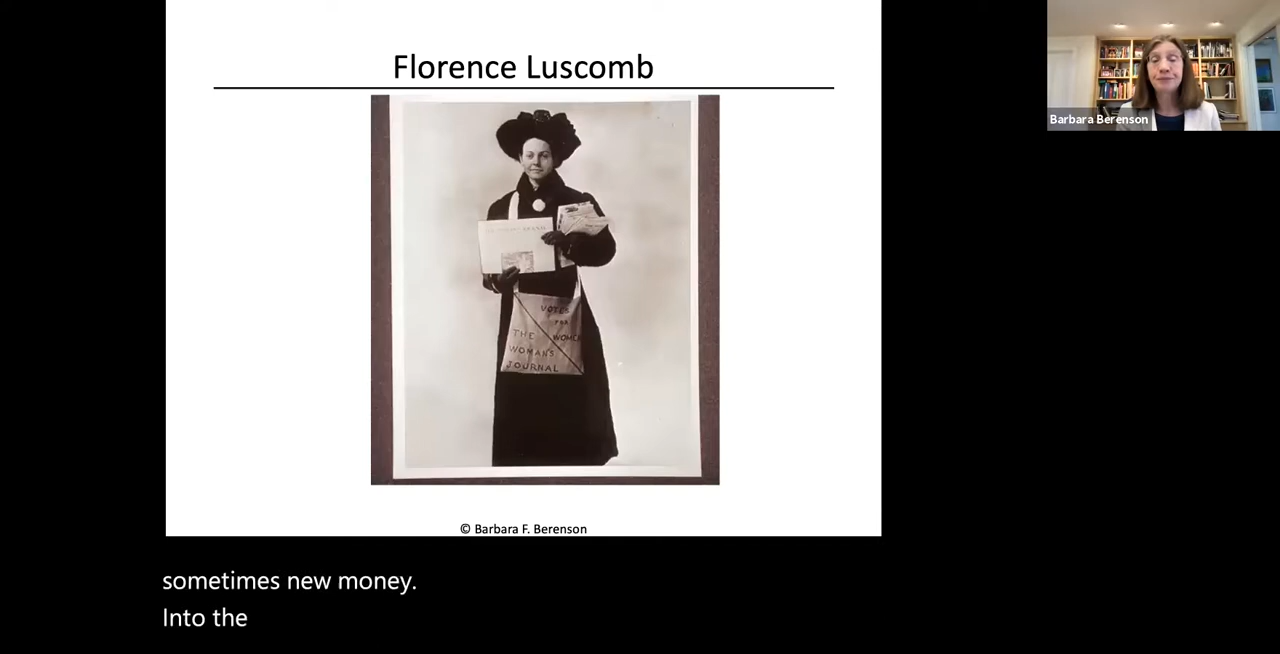 Florence Luscomb
VOTES
FOR
WOMEN
THE
WOMAN'S
JOURNAL
© Barbara F. Berenson
Barbara Berenson
sometimes new money.
Into the